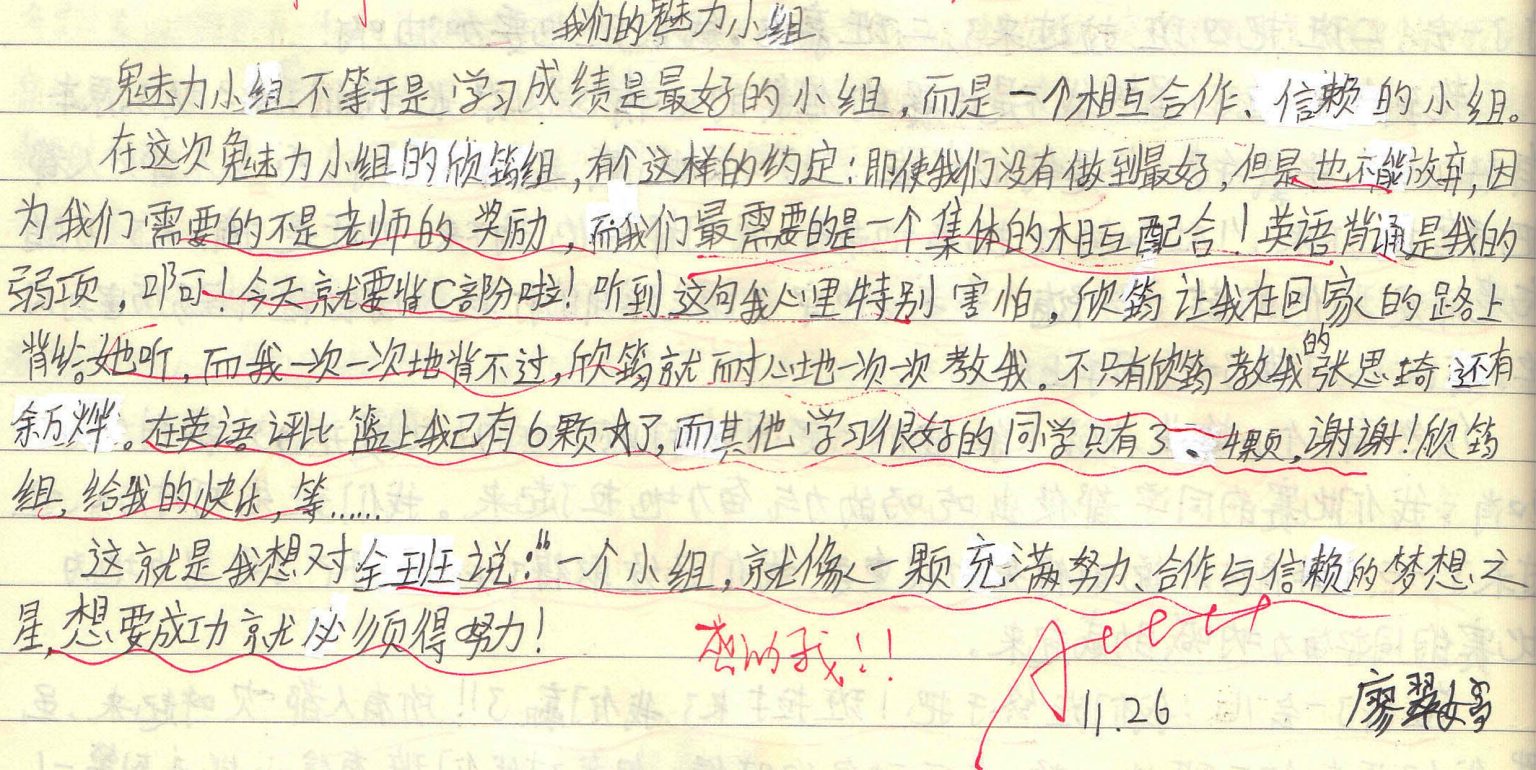 我们的魅力小组
魅力小组不等于是学习成绩是最好的小组,而是一个相互合作、信赖的小组。
在这次魅力小组的欣筠组,有个这样的约定:即使我们没有做到最好,但是也不能放弃,因
为我们需要的不是老师的奖励,而我们最需要的是一个集体的相互配合!英语背诵是我的
弱项,啊!今天就要背C部分啦!听到这句我心里特别害怕,欣筠让我在回家的路上
背给她听,而我一次一次地背不过,欣筠就耐心地一次一次教我。不只有欣筠教我的张思琦还有
余万烨。在英语评比篮上我已有6颗★了,而其他学习很好的同学只有3、4颗,谢谢!欣筠
组,给我的快乐,等……
这就是我想对全班说:“一个小组,就像一颗充满努力、合作与信赖的梦想之
星,想要成功就必须得努力!
感动我!!
A++++
11.26
廖翠婷